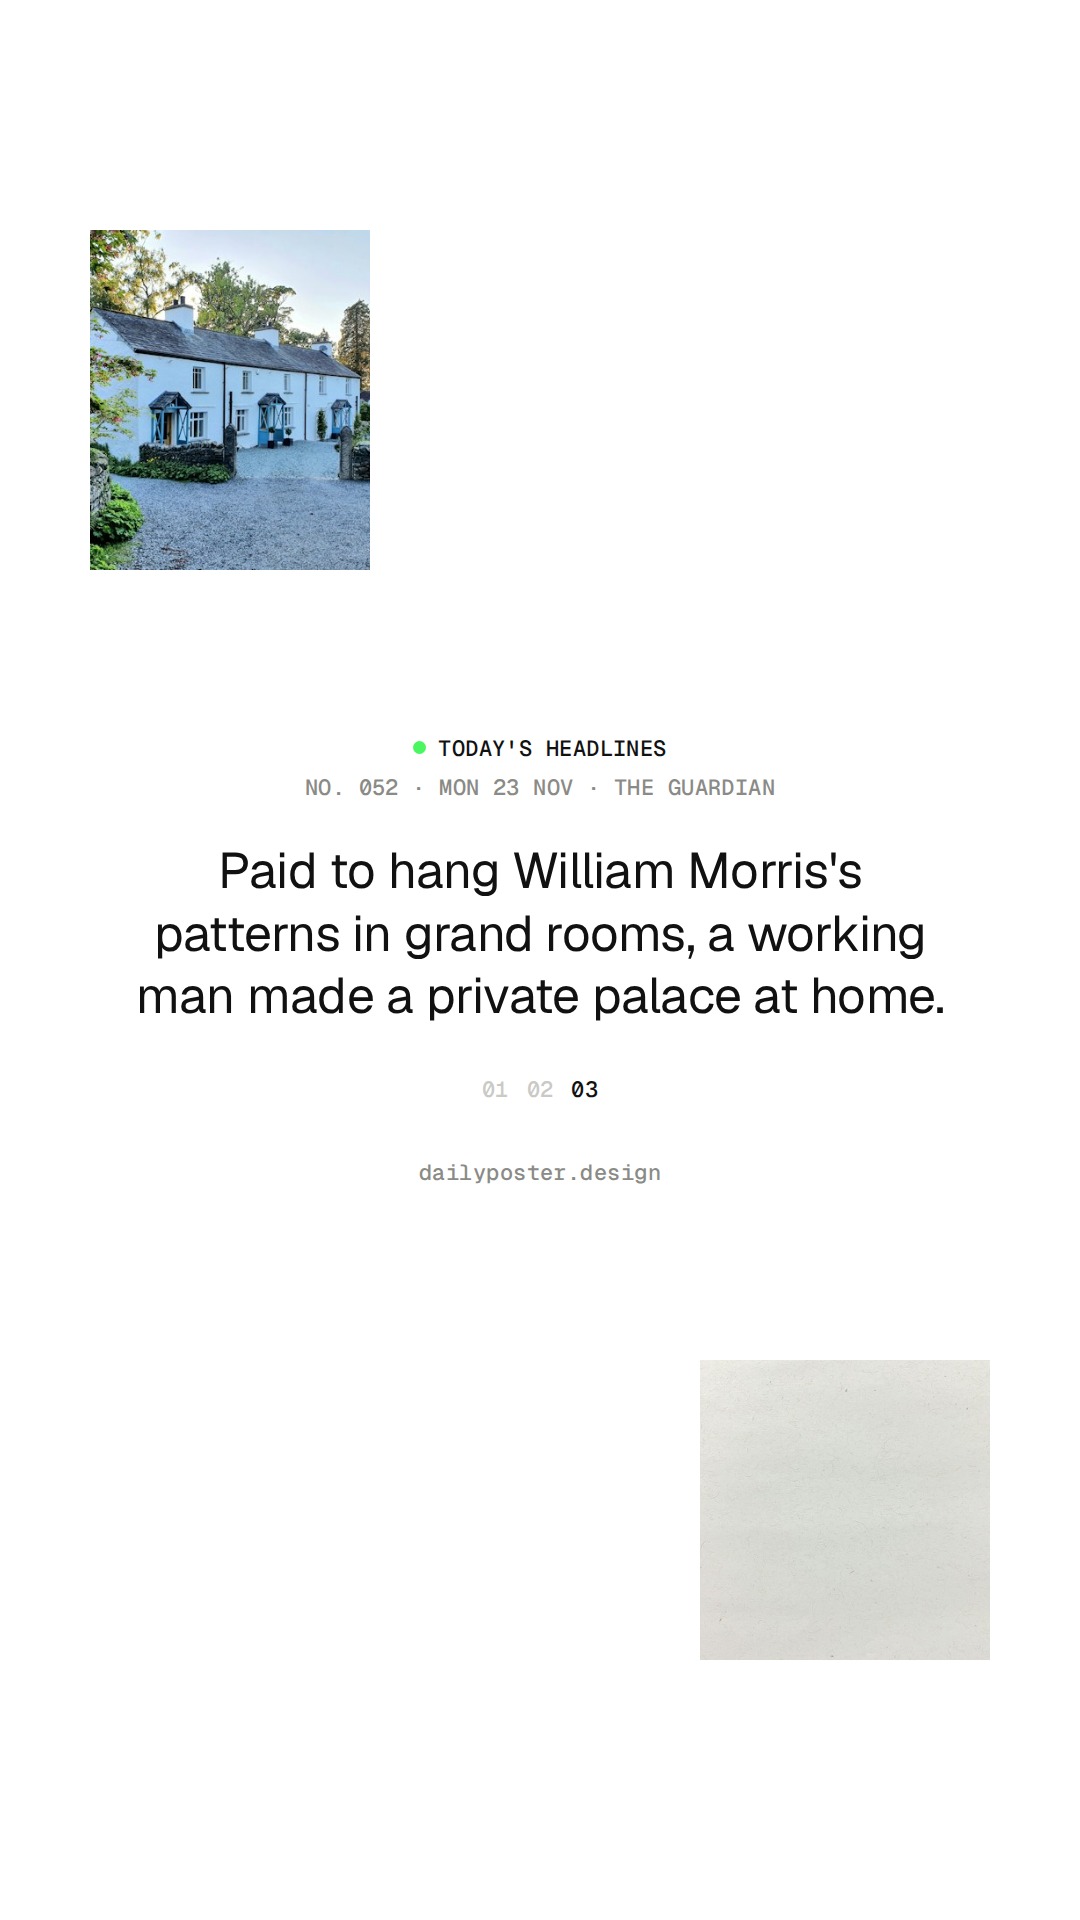 TODAY'S HEADLINES
NO. 052 · MON 23 NOV · THE GUARDIAN
Paid to hang William Morris's
patterns in grand rooms, a working
man made a private palace at home.
01 02 03
dailyposter.design